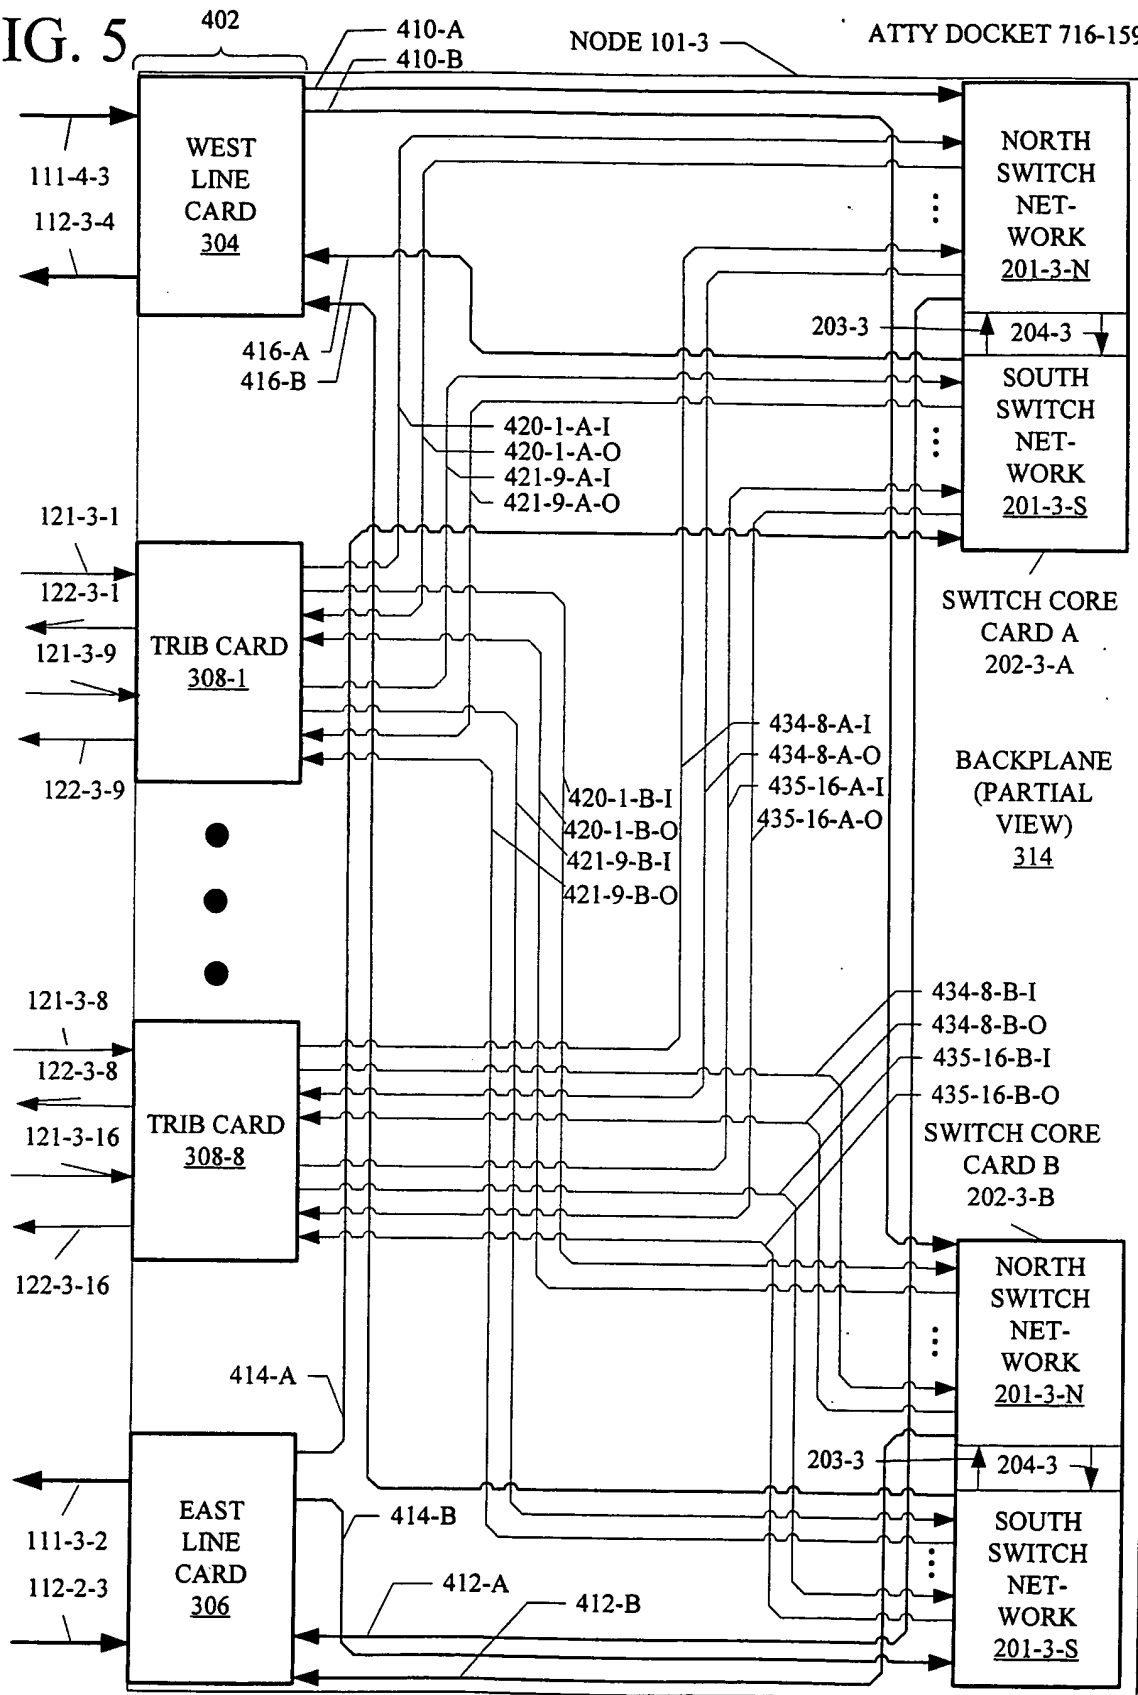 IG. 5
402
410-A
410-B
NODE 101-3
ATTY DOCKET 716-159
111-4-3
112-3-4
WEST
LINE
CARD
304
NORTH
SWITCH
NET-
WORK
201-3-N
203-3
204-3
416-A
416-B
SOUTH
SWITCH
NET-
WORK
201-3-S
420-1-A-I
420-1-A-O
421-9-A-I
421-9-A-O
121-3-1
122-3-1
121-3-9
122-3-9
TRIB CARD
308-1
SWITCH CORE
CARD A
202-3-A
434-8-A-I
434-8-A-O
435-16-A-I
435-16-A-O
BACKPLANE
(PARTIAL
VIEW)
314
420-1-B-I
420-1-B-O
421-9-B-I
421-9-B-O
121-3-8
122-3-8
121-3-16
122-3-16
TRIB CARD
308-8
434-8-B-I
434-8-B-O
435-16-B-I
435-16-B-O
SWITCH CORE
CARD B
202-3-B
NORTH
SWITCH
NET-
WORK
201-3-N
414-A
203-3
204-3
111-3-2
112-2-3
EAST
LINE
CARD
306
414-B
412-A
412-B
SOUTH
SWITCH
NET-
WORK
201-3-S